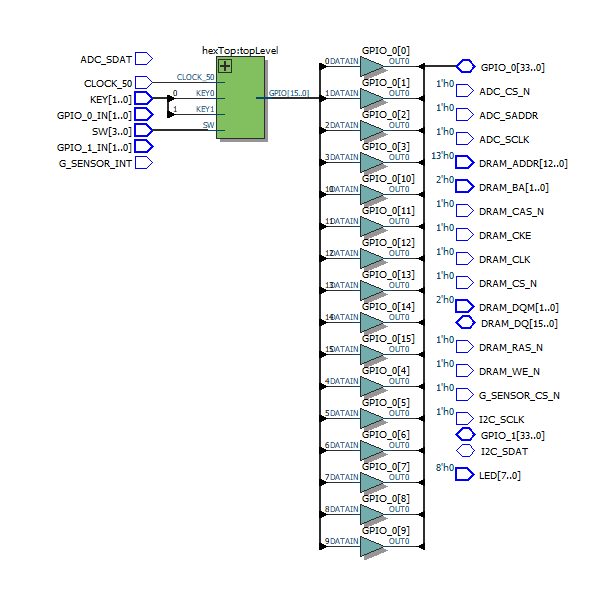 hexTop:topLevel
ADC_SDAT
CLOCK_50
KEY[1..0]
GPIO_0_IN[1..0]
SW[3..0]
GPIO_1_IN[1..0]
G_SENSOR_INT
0
1
CLOCK_50
KEY0
KEY1
SW
GPIO[15..0]
GPIO_0[0]
0 DATAIN OUT0
GPIO_0[1]
1 DATAIN OUT0
GPIO_0[2]
2 DATAIN OUT0
GPIO_0[3]
3 DATAIN OUT0
GPIO_0[10]
10 DATAIN OUT0
GPIO_0[11]
11 DATAIN OUT0
GPIO_0[12]
12 DATAIN OUT0
GPIO_0[13]
13 DATAIN OUT0
GPIO_0[14]
14 DATAIN OUT0
GPIO_0[15]
15 DATAIN OUT0
GPIO_0[4]
4 DATAIN OUT0
GPIO_0[5]
5 DATAIN OUT0
GPIO_0[6]
6 DATAIN OUT0
GPIO_0[7]
7 DATAIN OUT0
GPIO_0[8]
8 DATAIN OUT0
GPIO_0[9]
9 DATAIN OUT0
GPIO_0[33..0]
1'h0 ADC_CS_N
1'h0 ADC_SADDR
1'h0 ADC_SCLK
13'h0 DRAM_ADDR[12..0]
2'h0 DRAM_BA[1..0]
1'h0 DRAM_CAS_N
1'h0 DRAM_CKE
1'h0 DRAM_CLK
1'h0 DRAM_CS_N
2'h0 DRAM_DQM[1..0]
DRAM_DQ[15..0]
1'h0 DRAM_RAS_N
1'h0 DRAM_WE_N
1'h0 G_SENSOR_CS_N
1'h0 I2C_SCLK
GPIO_1[33..0]
I2C_SDAT
8'h0 LED[7..0]